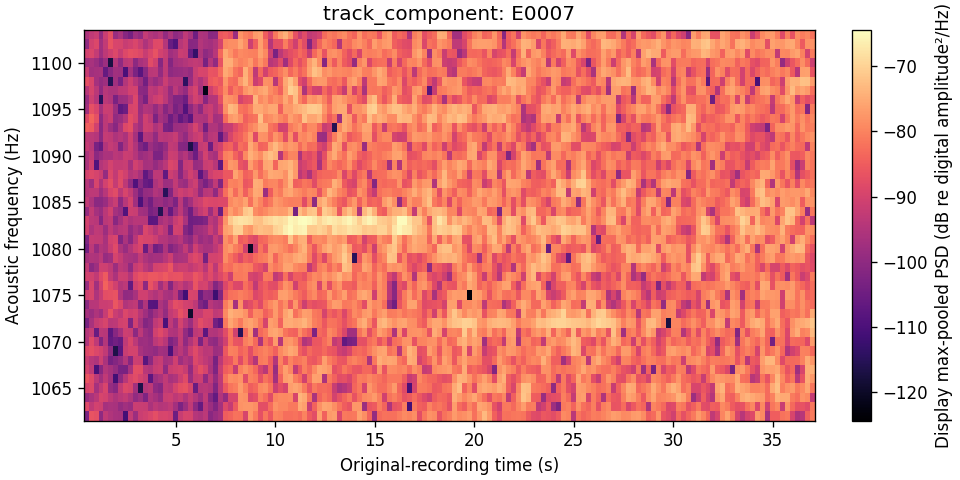 track_component: E0007
1100
1095
1090
1085
1080
1075
1070
1065
Acoustic frequency (Hz)
5 10 15 20 25 30 35
Original-recording time (s)
−70
−80
−90
−100
−110
−120
Display max-pooled PSD (dB re digital amplitude²/Hz)